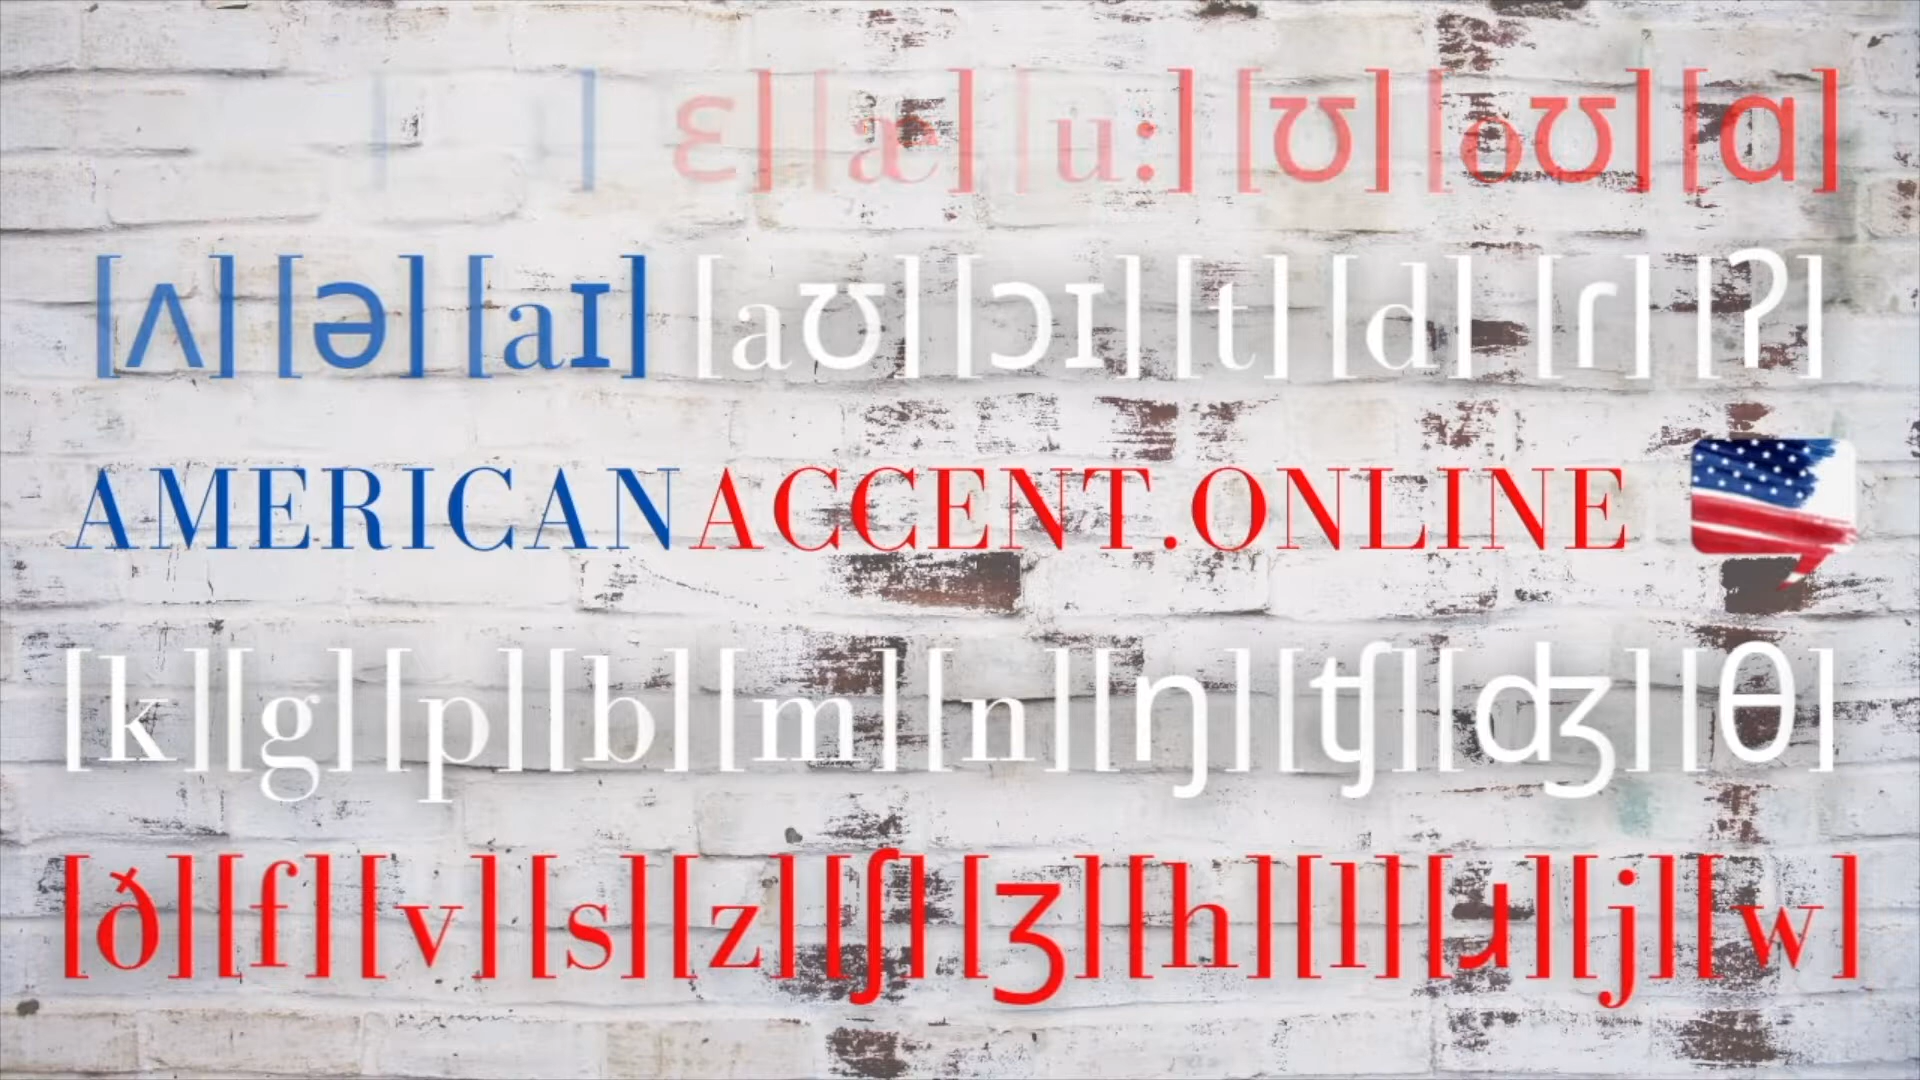 [ɛ] [æ] [u:] [ʊ] [oʊ] [ɑ]
[ʌ] [ə] [aɪ] [aʊ] [ɔɪ] [t] [d] [ɾ] [ʔ]
AMERICANACCENT.ONLINE
[k] [g] [p] [b] [m] [n] [ŋ] [ʧ] [ʤ] [θ]
[ð] [f] [v] [s] [z] [ʃ] [ʒ] [h] [l] [ɹ] [j] [w]